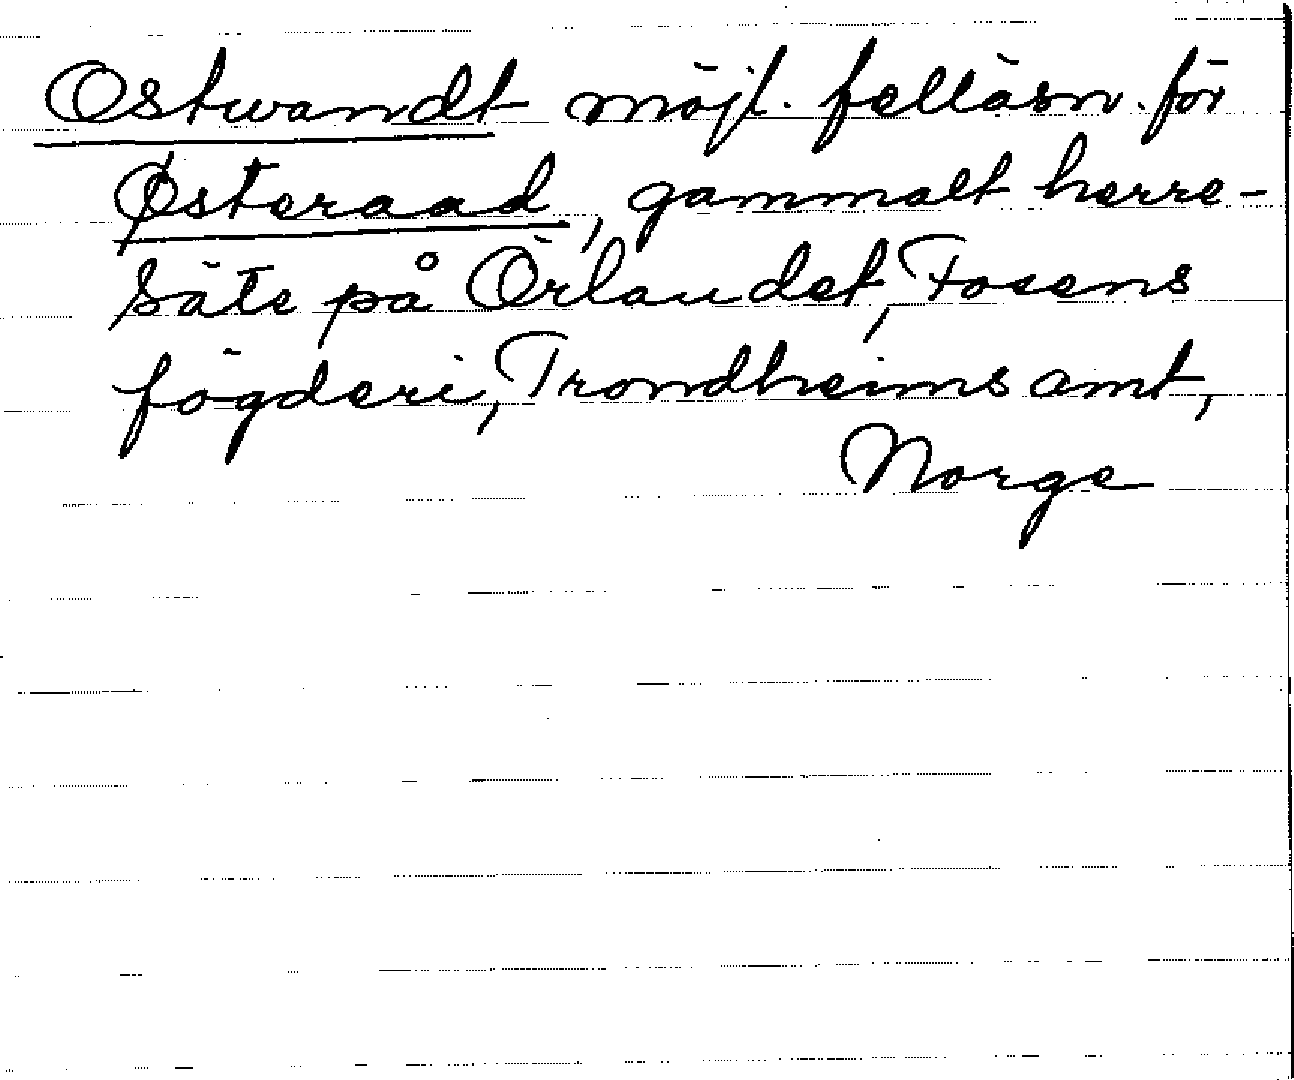 Ostwandt möjl. felläsn. för
Østeraad, gammalt herre-
säte på Örlandet, Fosens
fögderi, Trondheims amt,
Norge